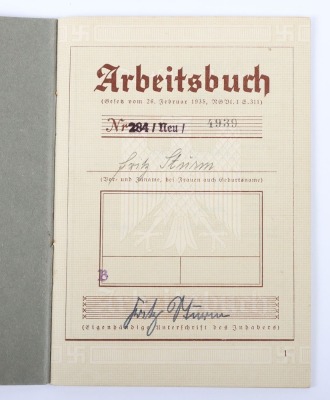 Arbeitsbuch
(Gesetz vom 26. Februar 1935, RGBl. I S. 311)
Nr. 284/Neu/ 4939
Fritz Sturm
(Vor- und Zuname, bei Frauen auch Geburtsname)
B
Fritz Sturm
(Eigenhändige Unterschrift des Inhabers)
1